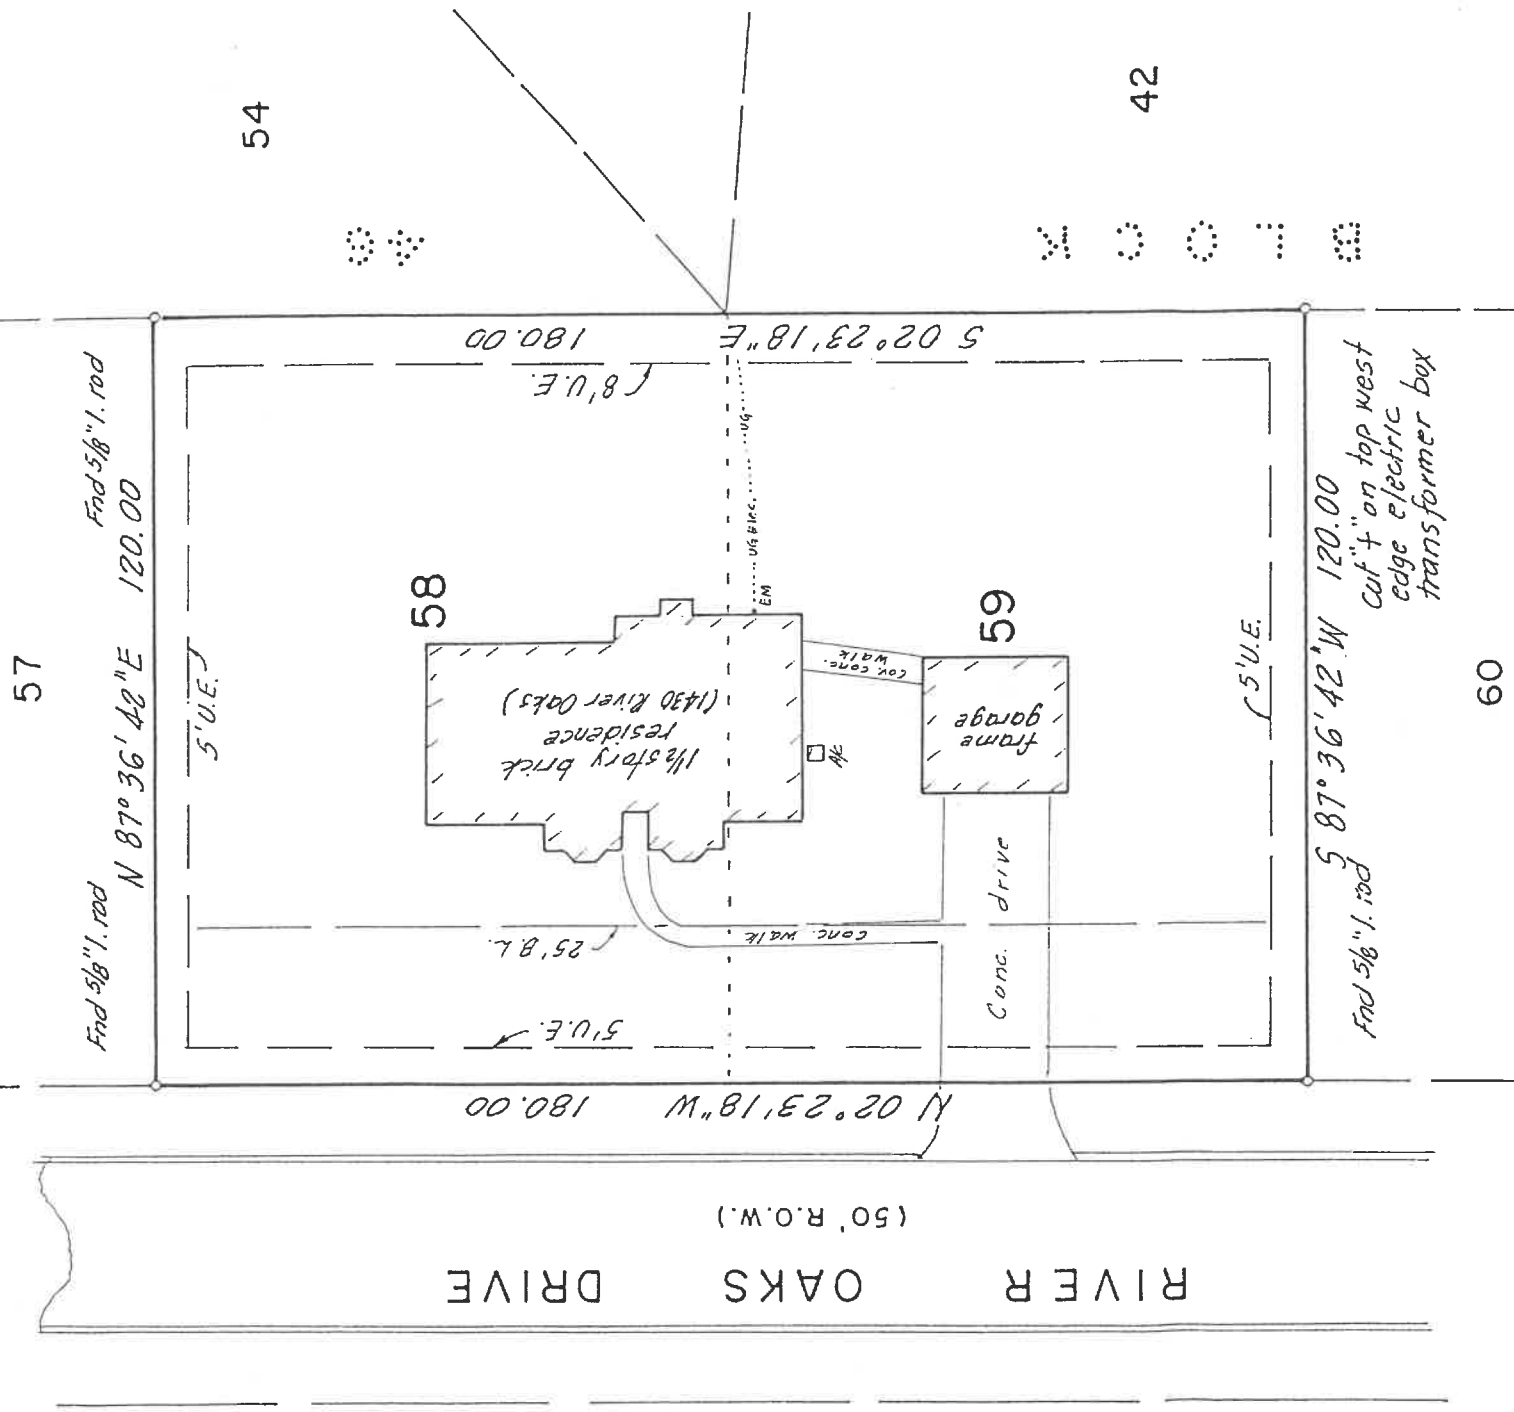 57
54
42
BLOCK 46
Fnd 5/8" I. rod
N 87° 36' 42" E 120.00
Fnd 5/8" I. rod
S 02° 23' 18" E 180.00
8' U.E.
5' U.E.
58
59
UG Elec.
UG
EM
1½ story brick
residence
(1430 River Oaks)
cov. conc.
walk
A/c
frame
garage
5' U.E.
S 87° 36' 42" W 120.00
cut "+" on top west
edge electric
transformer box
Fnd 5/8" I. rod
60
25' B.L.
conc. walk
Conc. drive
5' U.E.
N 02° 23' 18" W 180.00
(50' R.O.W.)
RIVER OAKS DRIVE